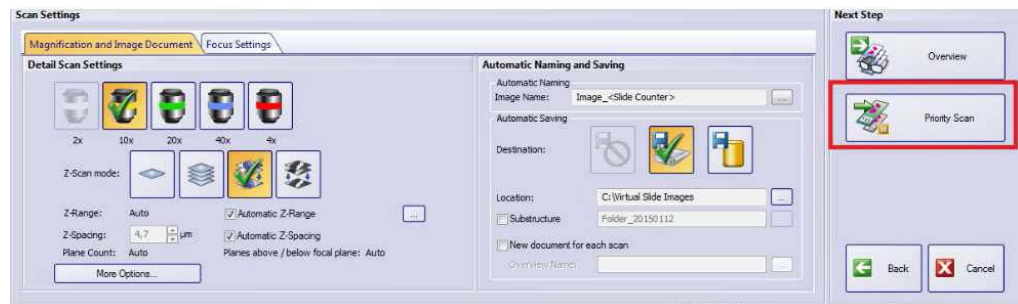 Scan Settings
Next Step
Magnification and Image Document
Focus Settings
Detail Scan Settings
2x 10x 20x 40x 4x
Z-Scan mode:
Z-Range: Auto
Automatic Z-Range
...
Z-Spacing: 4,7 µm
Automatic Z-Spacing
Plane Count: Auto
Planes above / below focal plane: Auto
More Options...
Automatic Naming and Saving
Automatic Naming
Image Name: Image_<Slide Counter>
...
Automatic Saving
Destination:
Location: C:\Virtual Slide Images
...
Substructure Folder_20150112
New document for each scan
Overview Name:
...
Overview
Priority Scan
Back
Cancel